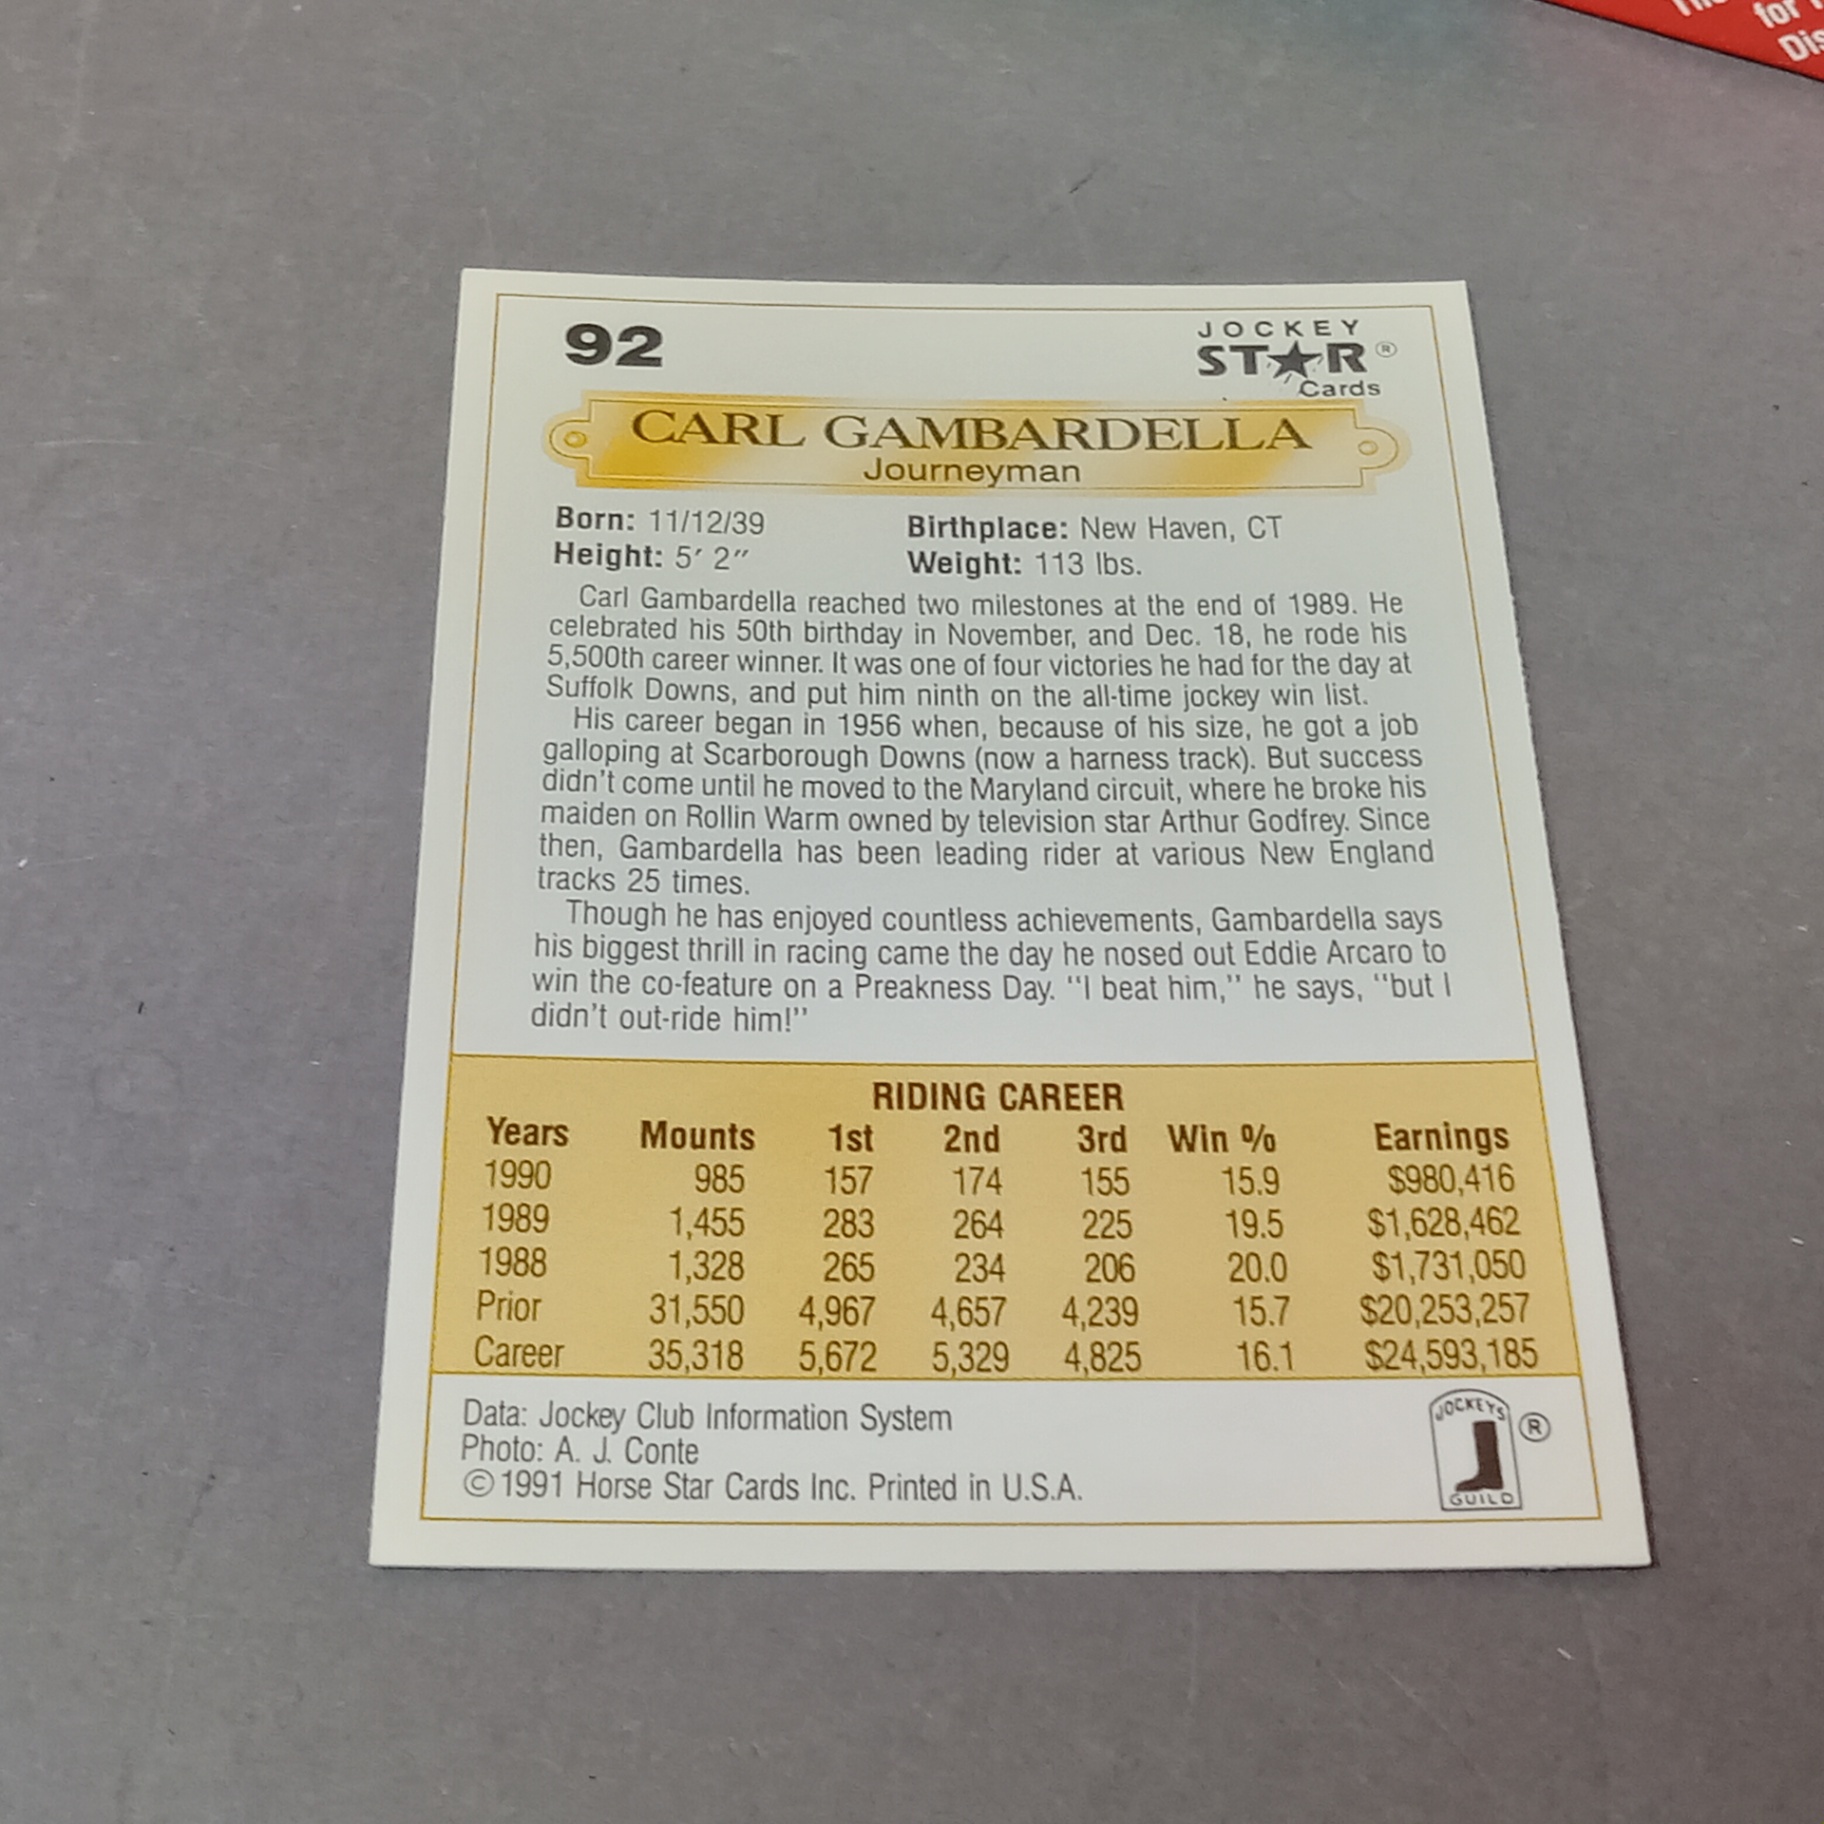 for
Dis
92
JOCKEY
STAR®
Cards
CARL GAMBARDELLA
Journeyman
Born: 11/12/39 Birthplace: New Haven, CT
Height: 5′ 2″ Weight: 113 lbs.
Carl Gambardella reached two milestones at the end of 1989. He
celebrated his 50th birthday in November, and Dec. 18, he rode his
5,500th career winner. It was one of four victories he had for the day at
Suffolk Downs, and put him ninth on the all-time jockey win list.
His career began in 1956 when, because of his size, he got a job
galloping at Scarborough Downs (now a harness track). But success
didn't come until he moved to the Maryland circuit, where he broke his
maiden on Rollin Warm owned by television star Arthur Godfrey. Since
then, Gambardella has been leading rider at various New England
tracks 25 times.
Though he has enjoyed countless achievements, Gambardella says
his biggest thrill in racing came the day he nosed out Eddie Arcaro to
win the co-feature on a Preakness Day. "I beat him," he says, "but I
didn't out-ride him!"
RIDING CAREER
Years Mounts 1st 2nd 3rd Win % Earnings
1990 985 157 174 155 15.9 $980,416
1989 1,455 283 264 225 19.5 $1,628,462
1988 1,328 265 234 206 20.0 $1,731,050
Prior 31,550 4,967 4,657 4,239 15.7 $20,253,257
Career 35,318 5,672 5,329 4,825 16.1 $24,593,185
Data: Jockey Club Information System
Photo: A. J. Conte
©1991 Horse Star Cards Inc. Printed in U.S.A.
JOCKEYS
GUILD
®